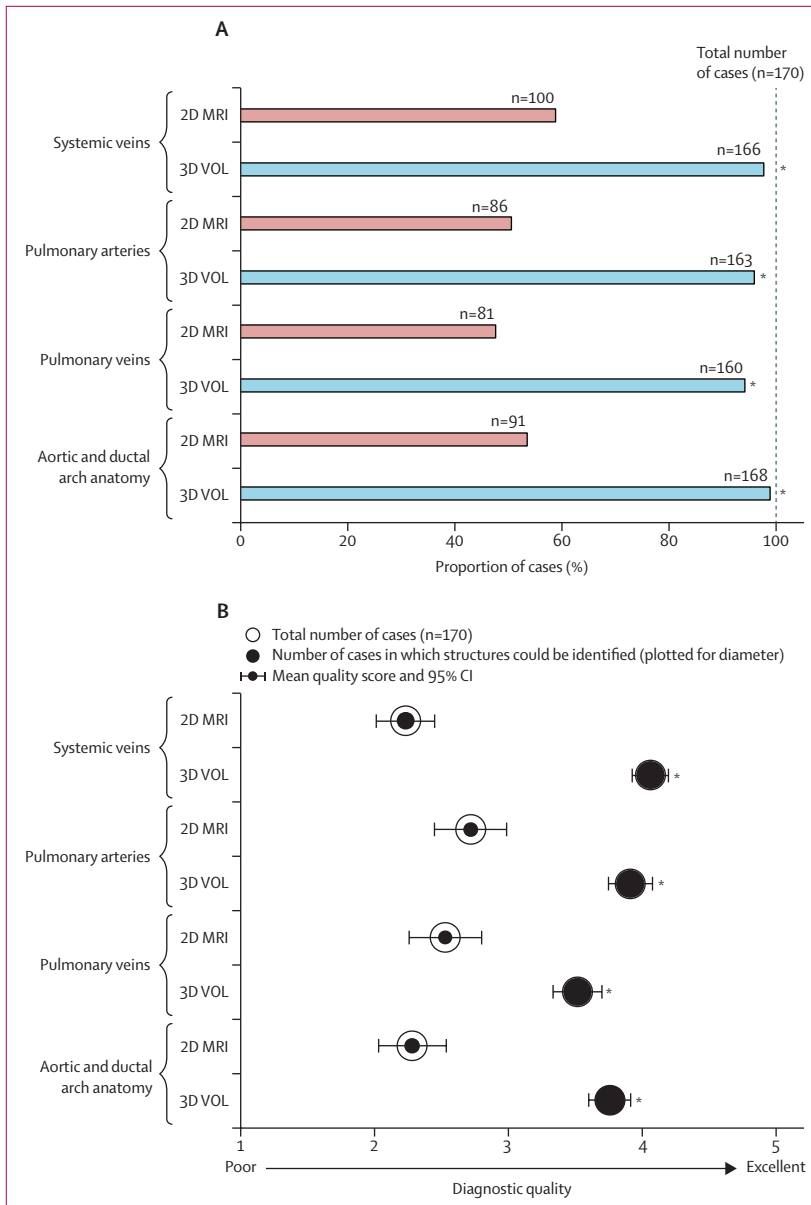 A
Total number
of cases (n=170)
Systemic veins
2D MRI
n=100
3D VOL
n=166
*
Pulmonary arteries
2D MRI
n=86
3D VOL
n=163
*
Pulmonary veins
2D MRI
n=81
3D VOL
n=160
*
Aortic and ductal
arch anatomy
2D MRI
n=91
3D VOL
n=168
*
0 20 40 60 80 100
Proportion of cases (%)
B
Total number of cases (n=170)
Number of cases in which structures could be identified (plotted for diameter)
Mean quality score and 95% CI
Systemic veins
2D MRI
3D VOL
*
Pulmonary arteries
2D MRI
3D VOL
*
Pulmonary veins
2D MRI
3D VOL
*
Aortic and ductal
arch anatomy
2D MRI
3D VOL
*
1 2 3 4 5
Poor Excellent
Diagnostic quality